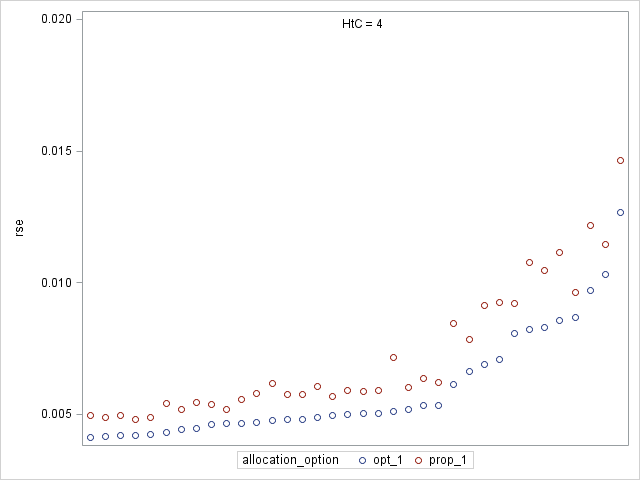 HtC = 4
0.020
0.015
0.010
0.005
rse
allocation_option opt_1 prop_1